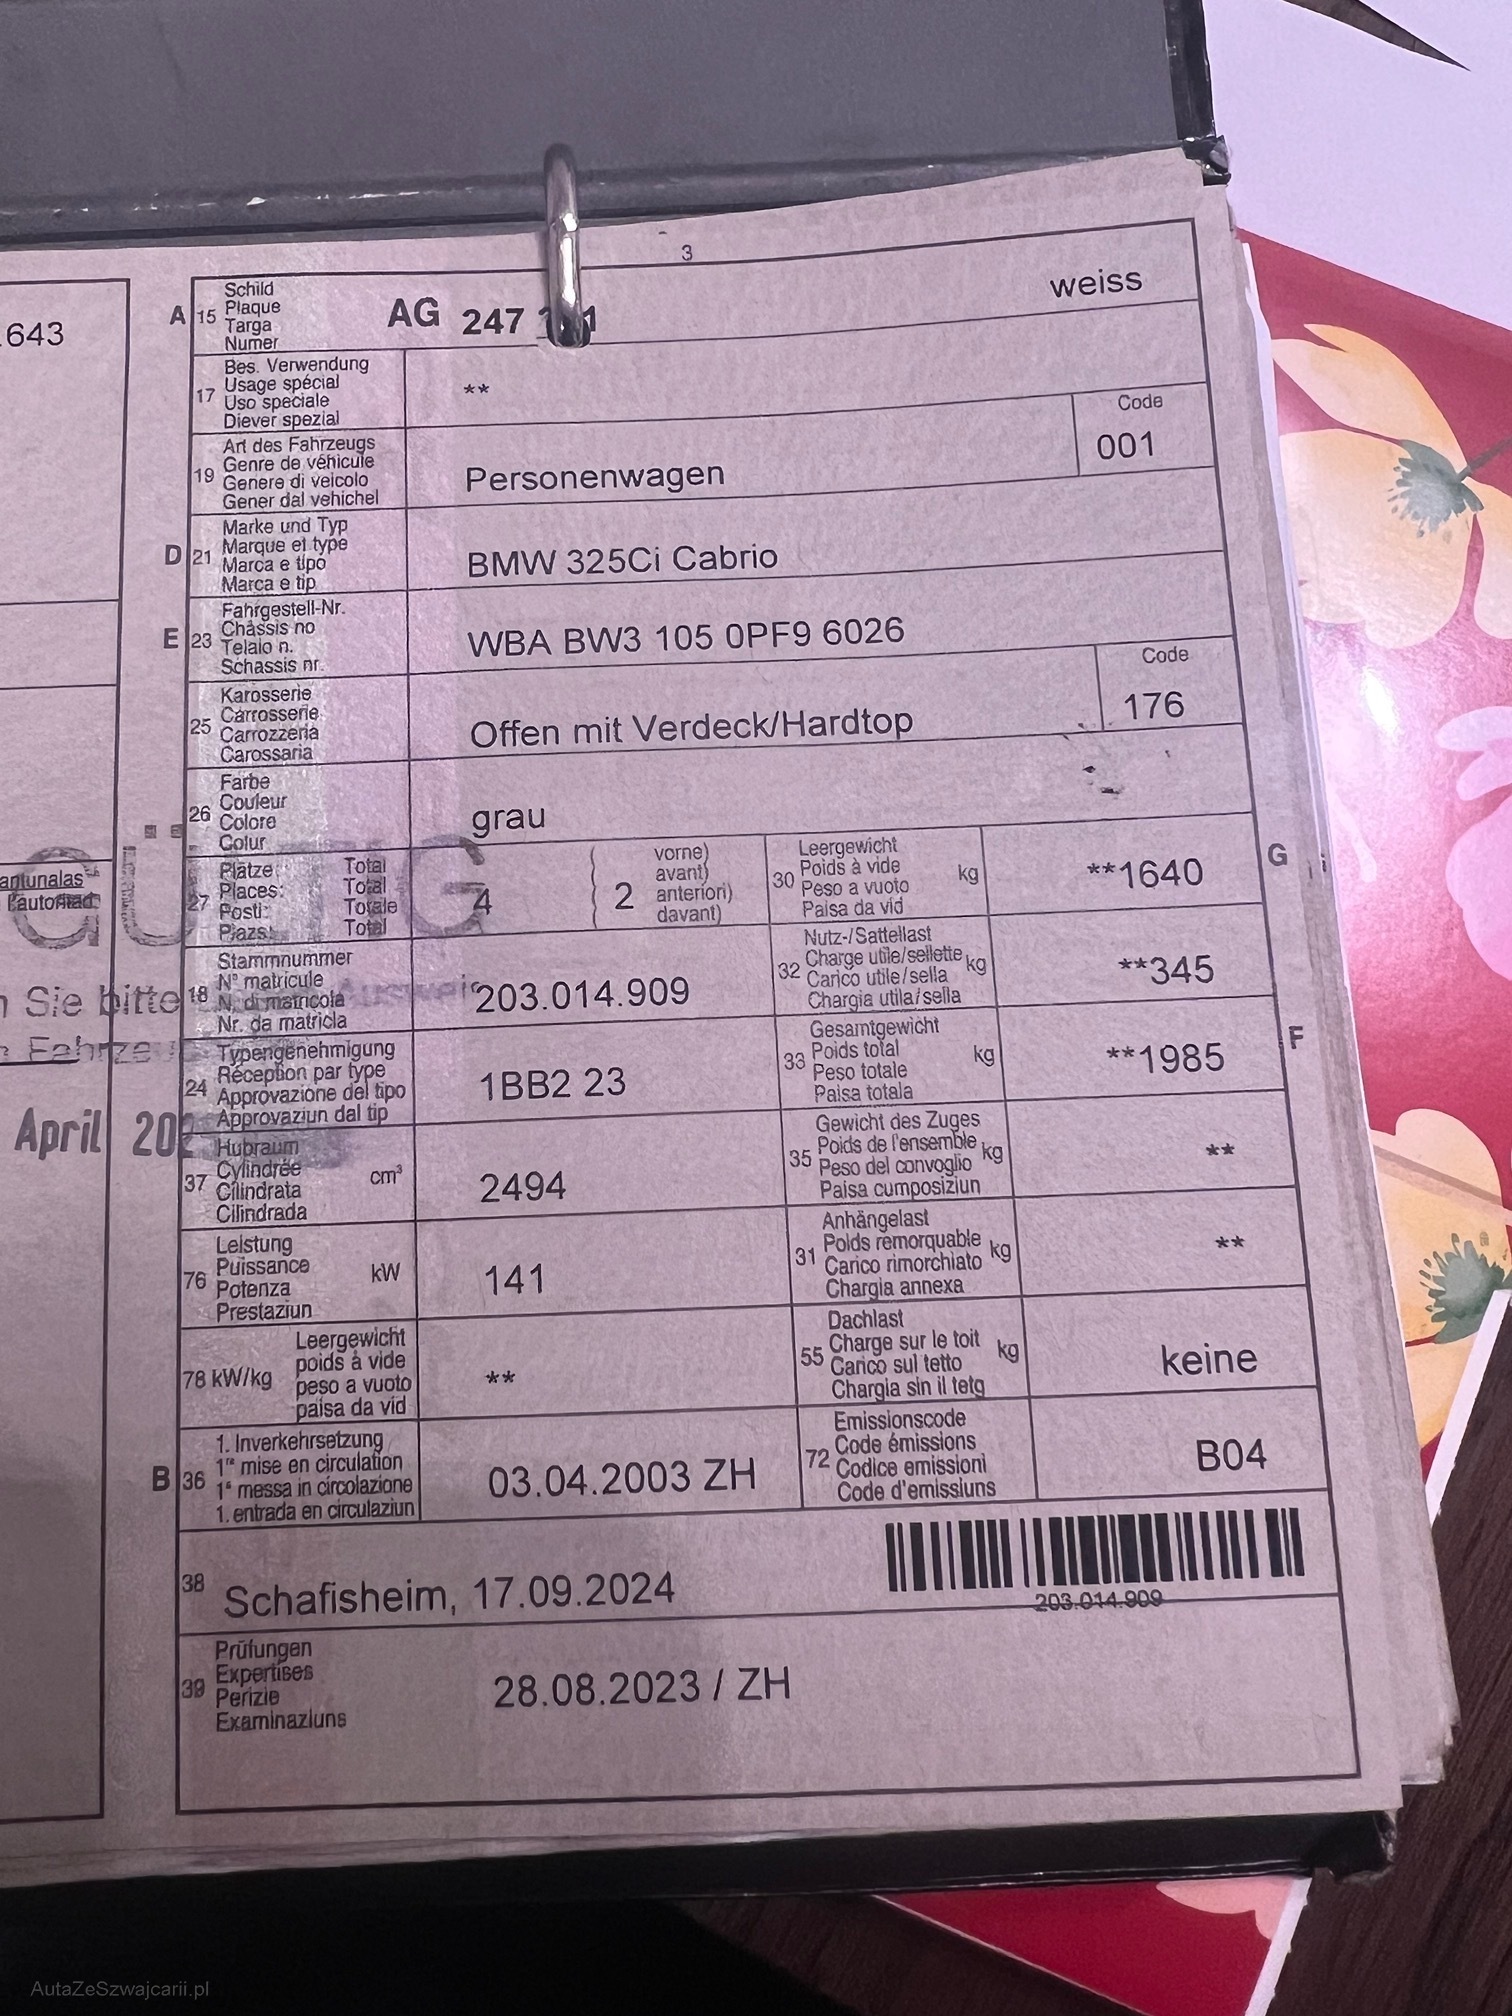 3
.643
A 15 Schild
Plaque
Targa
Numer
AG 247
weiss
17 Bes. Verwendung
Usage spécial
Uso speciale
Diever spezial
**
19 Art des Fahrzeugs
Genre de véhicule
Genere di veicolo
Gener dal vehichel
Personenwagen
Code
001
D 21 Marke und Typ
Marque et type
Marca e tipo
Marca e tip
BMW 325Ci Cabrio
E 23 Fahrgestell-Nr.
Châssis no
Telaio n.
Schassis nr.
WBA BW3 105 0PF9 6026
25 Karosserie
Carrosserie
Carrozzeria
Carossaria
Offen mit Verdeck/Hardtop
Code
176
26 Farbe
Couleur
Colore
Colur
grau
27 Plätze: Total
Places: Total
Posti: Totale
Plazs: Total
4
2
vorne)
avant)
anteriori)
davant)
30 Leergewicht
Poids à vide
Peso a vuoto
Paisa da vid
kg
**1640
G
18 Stammnummer
N° matricule
N. di matricola
Nr. da matricla
203.014.909
32 Nutz-/Sattellast
Charge utile/sellette
Carico utile/sella
Chargia utila/sella
kg
**345
24 Typengenehmigung
Réception par type
Approvazione del tipo
Approvaziun dal tip
1BB2 23
33 Gesamtgewicht
Poids total
Peso totale
Paisa totala
kg
**1985
F
37 Hubraum
Cylindrée
Cilindrata
Cilindrada
cm³
2494
35 Gewicht des Zuges
Poids de l'ensemble
Peso del convoglio
Paisa cumposiziun
kg
**
76 Leistung
Puissance
Potenza
Prestaziun
kW
141
31 Anhängelast
Poids remorquable
Carico rimorchiato
Chargia annexa
kg
**
78 kW/kg
Leergewicht
poids à vide
peso a vuoto
paisa da vid
**
55 Dachlast
Charge sur le toit
Carico sul tetto
Chargia sin il tetg
kg
keine
B 36 1. Inverkehrsetzung
1re mise en circulation
1a messa in circolazione
1. entrada en circulaziun
03.04.2003 ZH
72 Emissionscode
Code émissions
Codice emissioni
Code d'emissiuns
B04
38 Schafisheim, 17.09.2024
203.014.909
39 Prüfungen
Expertises
Perizie
Examinaziuns
28.08.2023 / ZH
Sie bitte
Ausweis
April
AutaZeSzwajcarii.pl